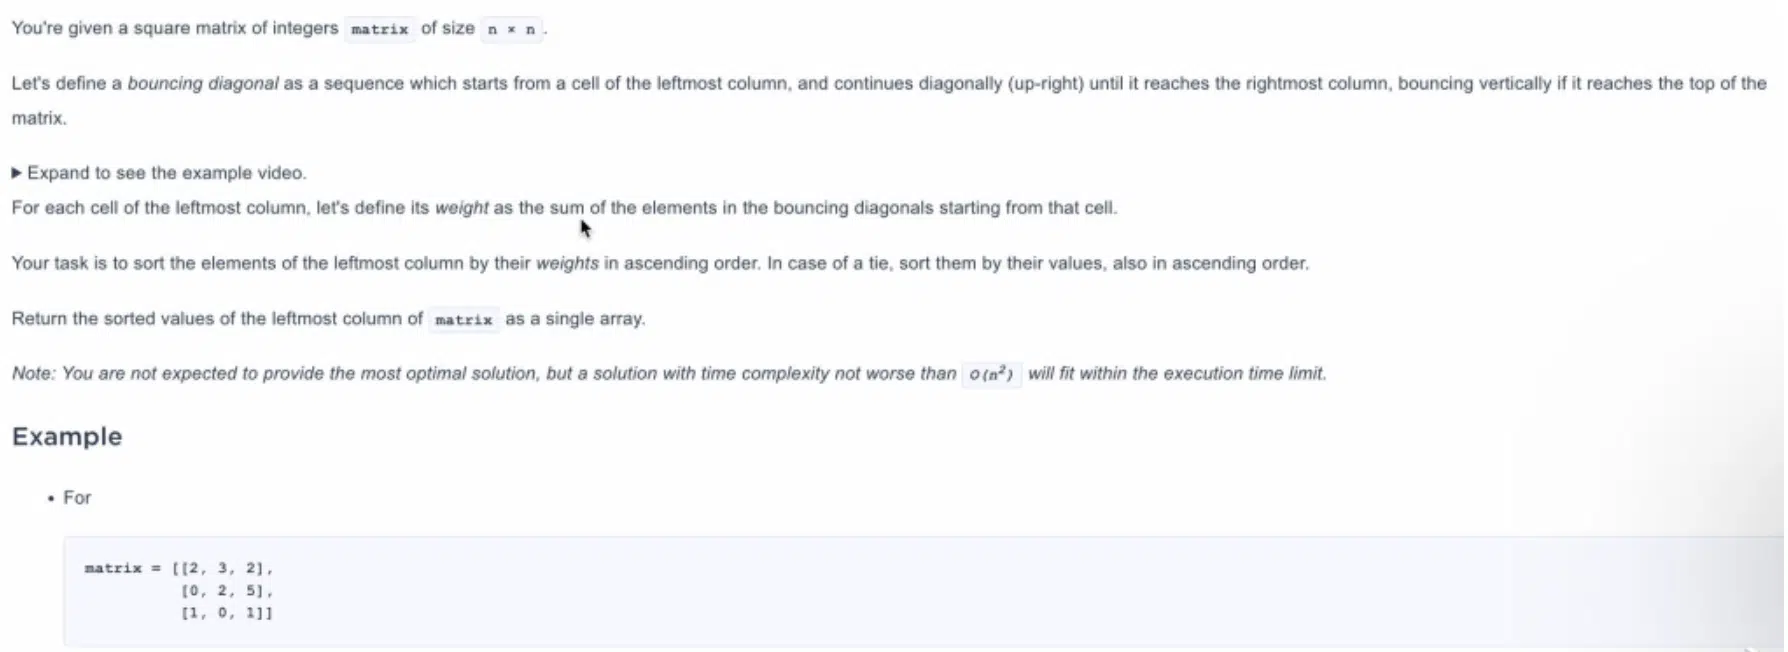 You're given a square matrix of integers matrix of size n × n.
Let's define a bouncing diagonal as a sequence which starts from a cell of the leftmost column, and continues diagonally (up-right) until it reaches the rightmost column, bouncing vertically if it reaches the top of the
matrix.
▶ Expand to see the example video.
For each cell of the leftmost column, let's define its weight as the sum of the elements in the bouncing diagonals starting from that cell.
Your task is to sort the elements of the leftmost column by their weights in ascending order. In case of a tie, sort them by their values, also in ascending order.
Return the sorted values of the leftmost column of matrix as a single array.
Note: You are not expected to provide the most optimal solution, but a solution with time complexity not worse than O(n²) will fit within the execution time limit.
Example
• For
matrix = [[2, 3, 2],
[0, 2, 5],
[1, 0, 1]]